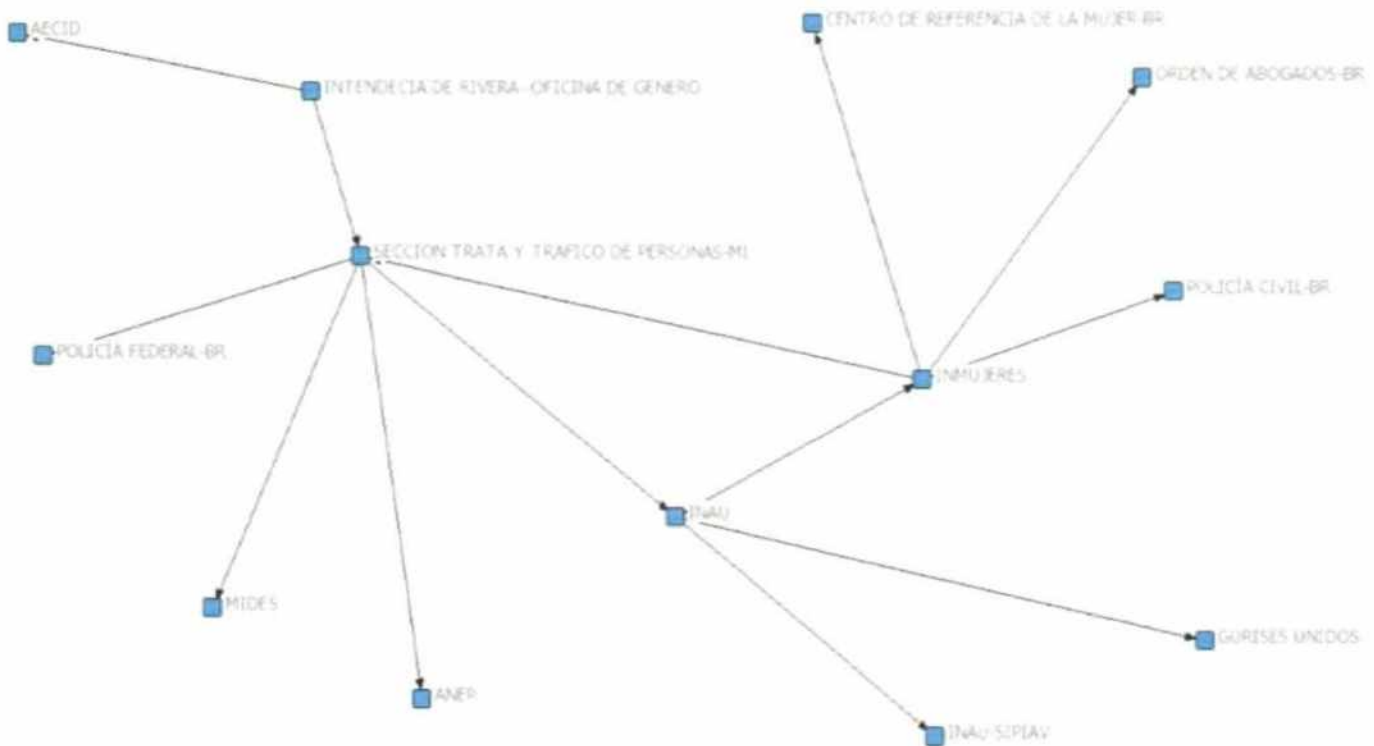 AECID
CENTRO DE REFERENCIA DE LA MUJER-BR
ORDEN DE ABOGADOS-BR
INTENDECIA DE RIVERA-OFICINA DE GENERO
SECCION TRATA Y TRAFICO DE PERSONAS-MI
POLICÍA CIVIL-BR
POLICÍA FEDERAL-BR
INMUJERES
INAU
MIDES
GURISES UNIDOS
ANEP
INAU-SIPIAV